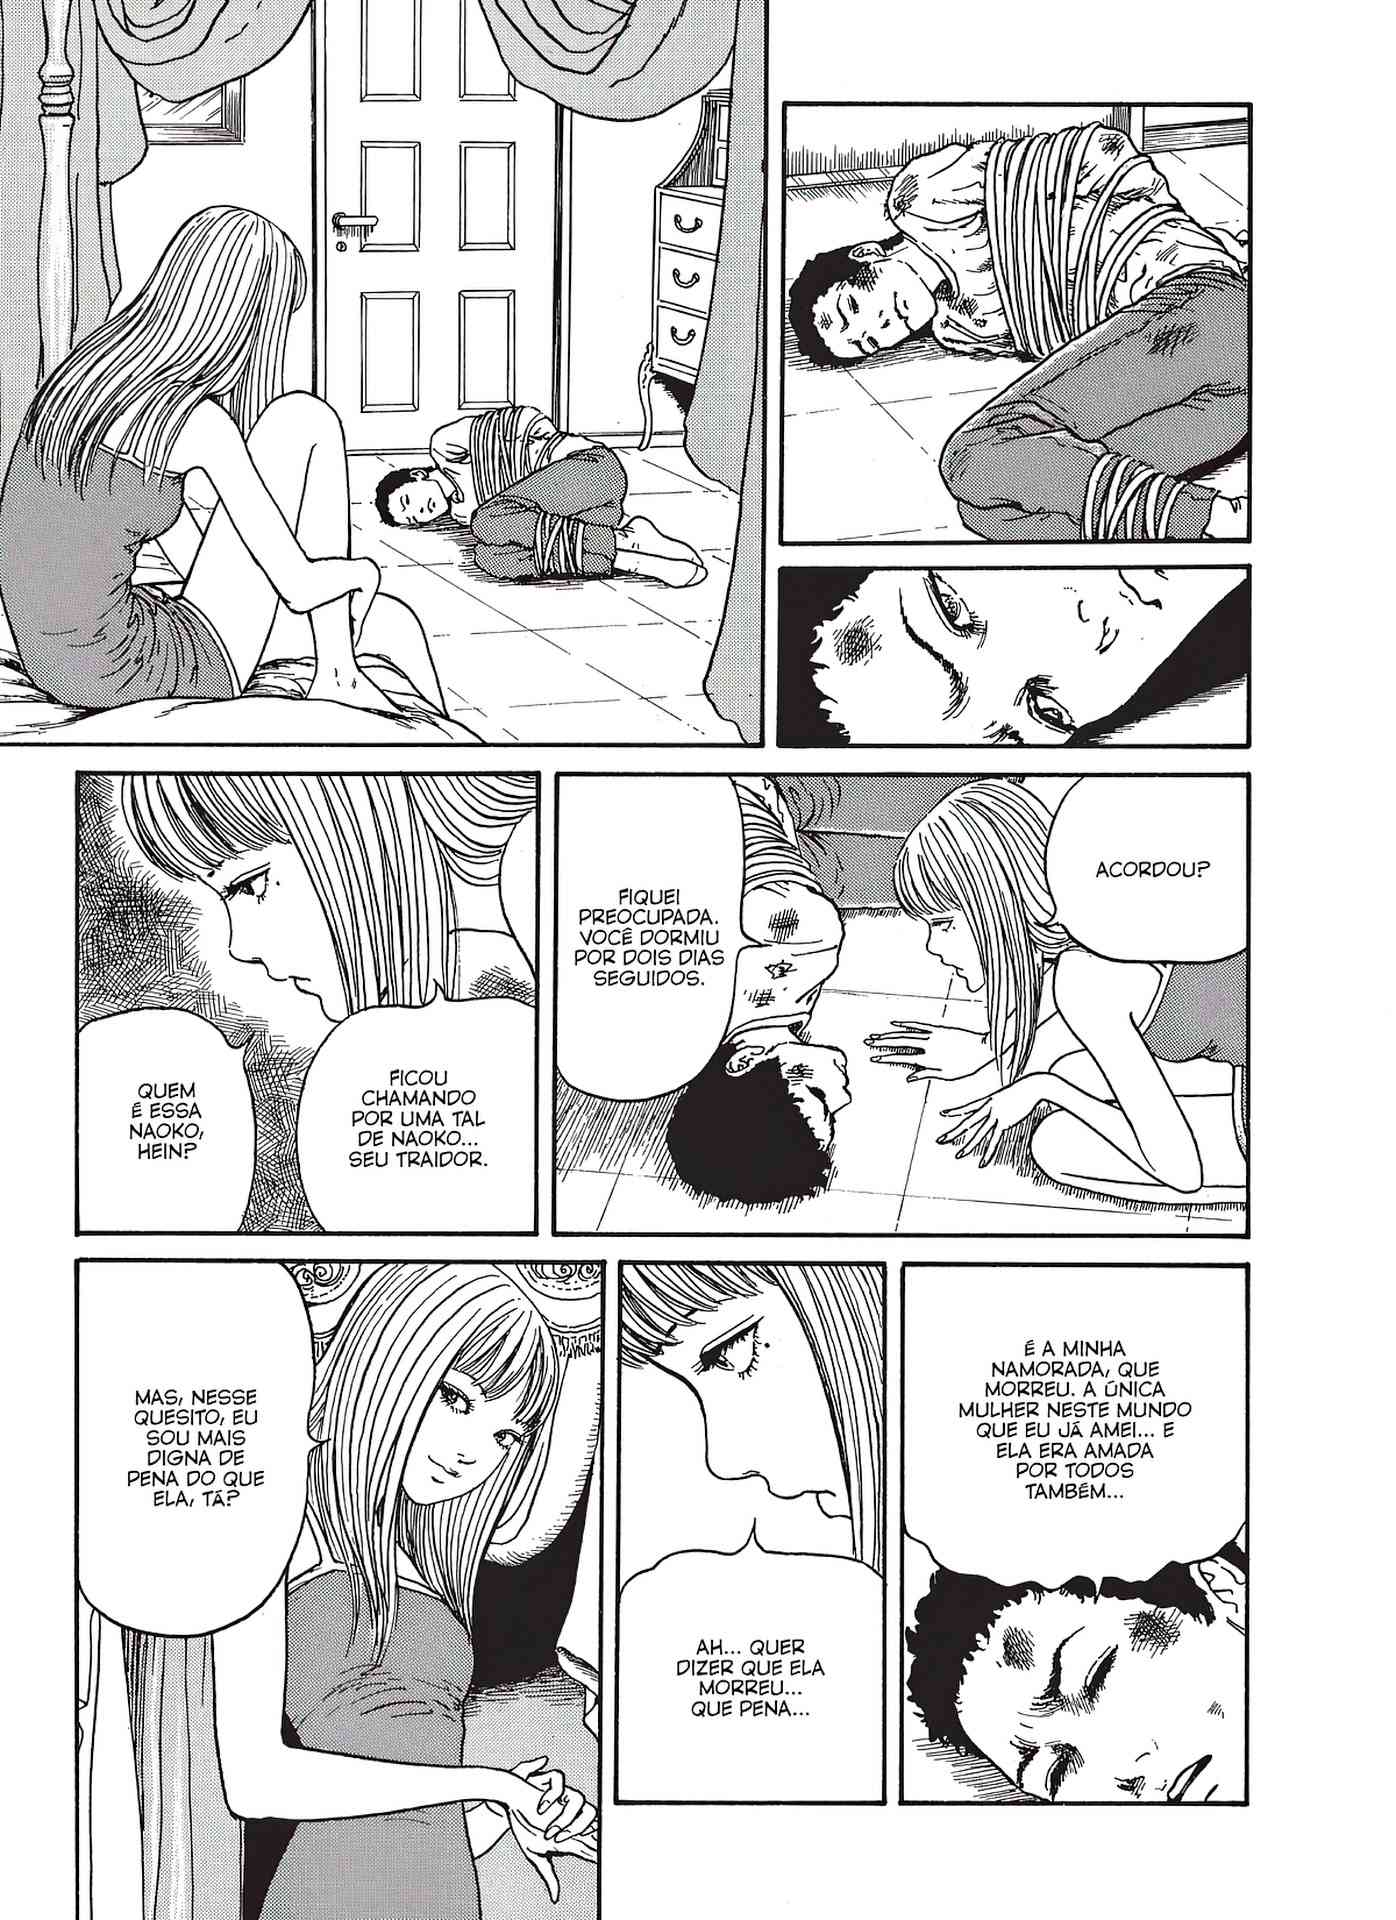 ACORDOU?
FIQUEI
PREOCUPADA.
VOCÊ DORMIU
POR DOIS DIAS
SEGUIDOS.
FICOU
CHAMANDO
POR UMA TAL
DE NAOKO...
SEU TRAIDOR.
QUEM
É ESSA
NAOKO,
HEIN?
É A MINHA
NAMORADA, QUE
MORREU. A ÚNICA
MULHER NESTE MUNDO
QUE EU JÁ AMEI... E
ELA ERA AMADA
POR TODOS
TAMBÉM...
AH... QUER
DIZER QUE ELA
MORREU...
QUE PENA...
MAS, NESSE
QUESITO, EU
SOU MAIS
DIGNA DE
PENA DO QUE
ELA, TÁ?